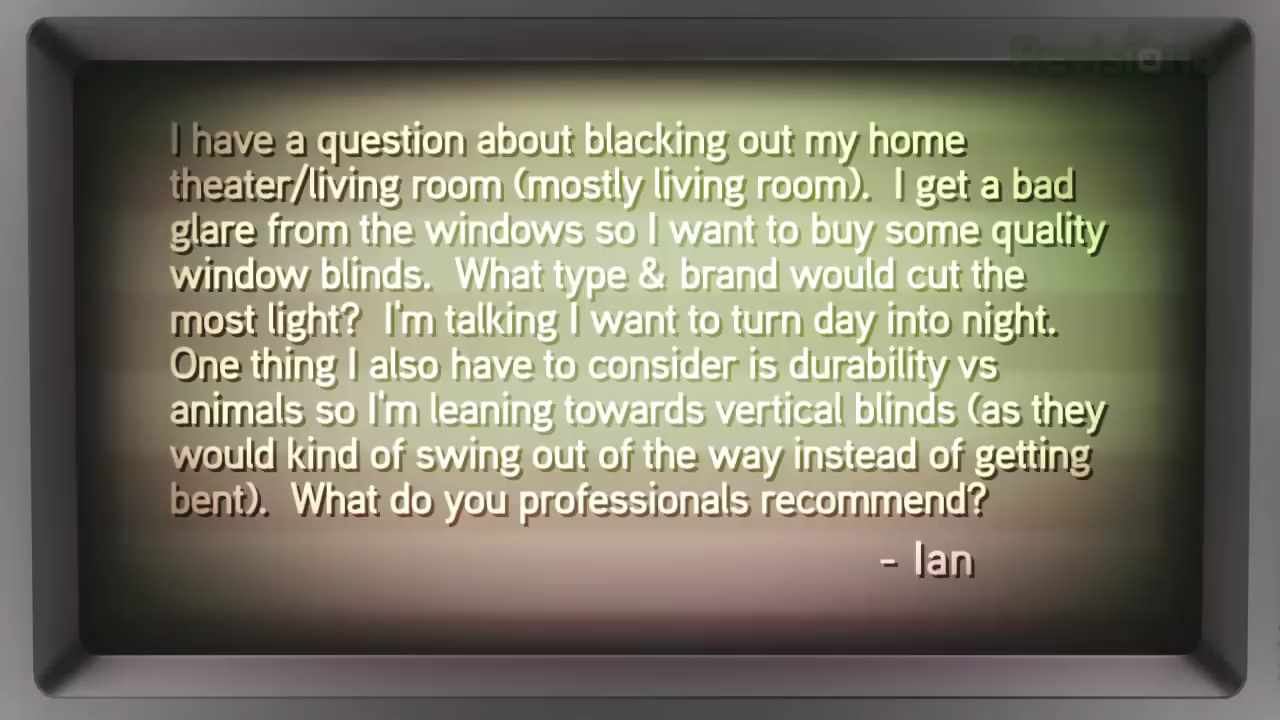 Revision3
I have a question about blacking out my home
theater/living room (mostly living room).  I get a bad
glare from the windows so I want to buy some quality
window blinds.  What type & brand would cut the
most light?  I'm talking I want to turn day into night.
One thing I also have to consider is durability vs
animals so I'm leaning towards vertical blinds (as they
would kind of swing out of the way instead of getting
bent).  What do you professionals recommend?
- Ian